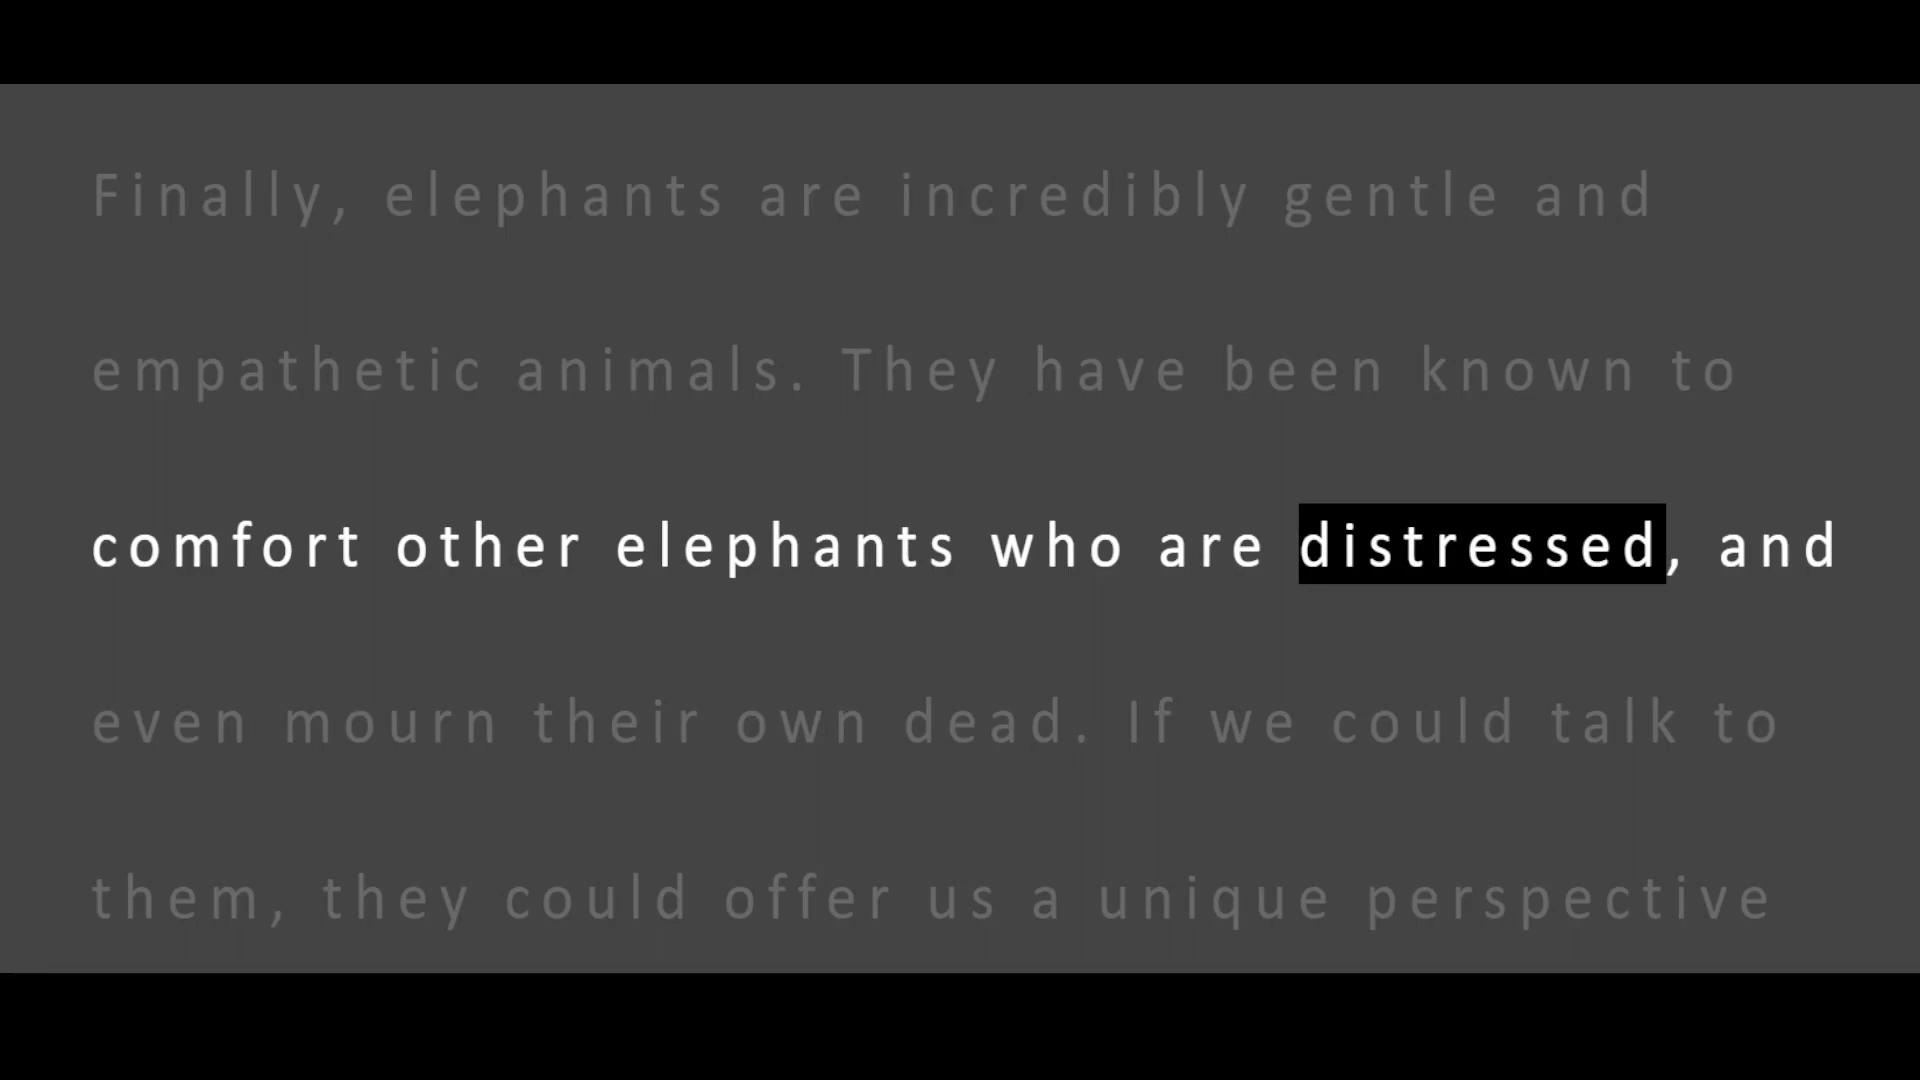 Finally, elephants are incredibly gentle and
empathetic animals. They have been known to
comfort other elephants who are distressed, and
even mourn their own dead. If we could talk to
them, they could offer us a unique perspective